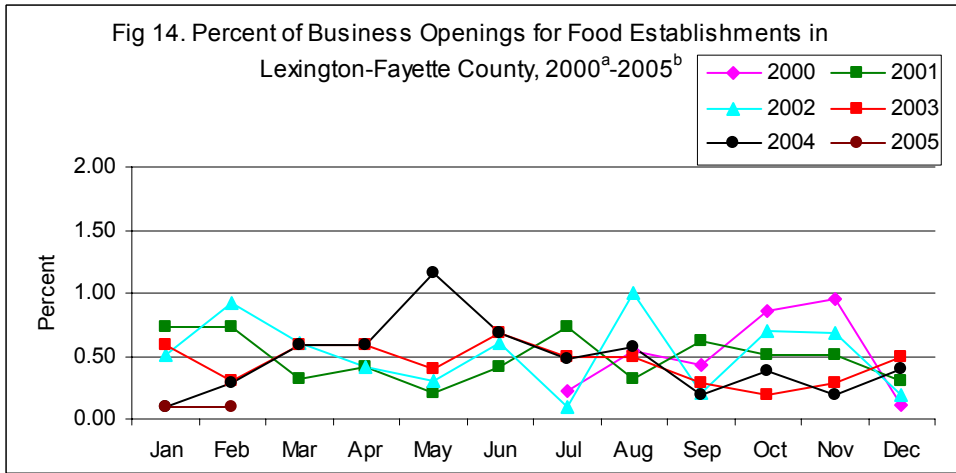 Fig 14. Percent of Business Openings for Food Establishments in
Lexington-Fayette County, 2000ᵃ-2005ᵇ
2000 2001
2002 2003
2004 2005
2.00
1.50
1.00
0.50
0.00
Percent
Jan Feb Mar Apr May Jun Jul Aug Sep Oct Nov Dec